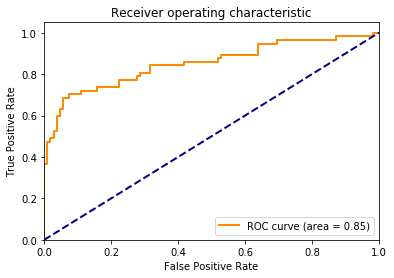 Receiver operating characteristic
True Positive Rate
1.0
0.8
0.6
0.4
0.2
0.0
ROC curve (area = 0.85)
0.0 0.2 0.4 0.6 0.8 1.0
False Positive Rate